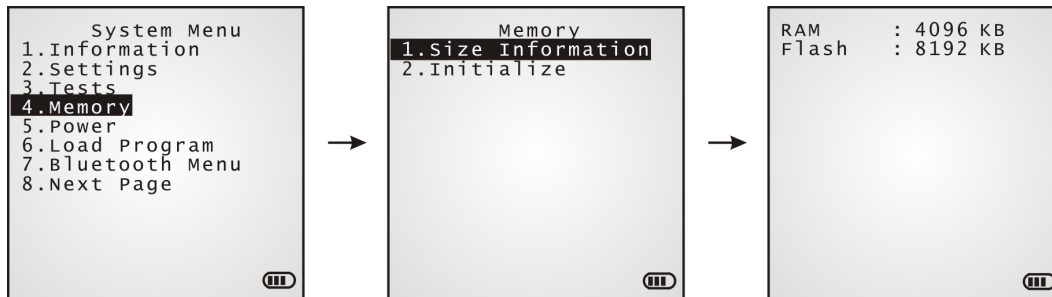 System Menu
1.Information
2.Settings
3.Tests
4.Memory
5.Power
6.Load Program
7.Bluetooth Menu
8.Next Page
Memory
1.Size Information
2.Initialize
RAM : 4096 KB
Flash : 8192 KB